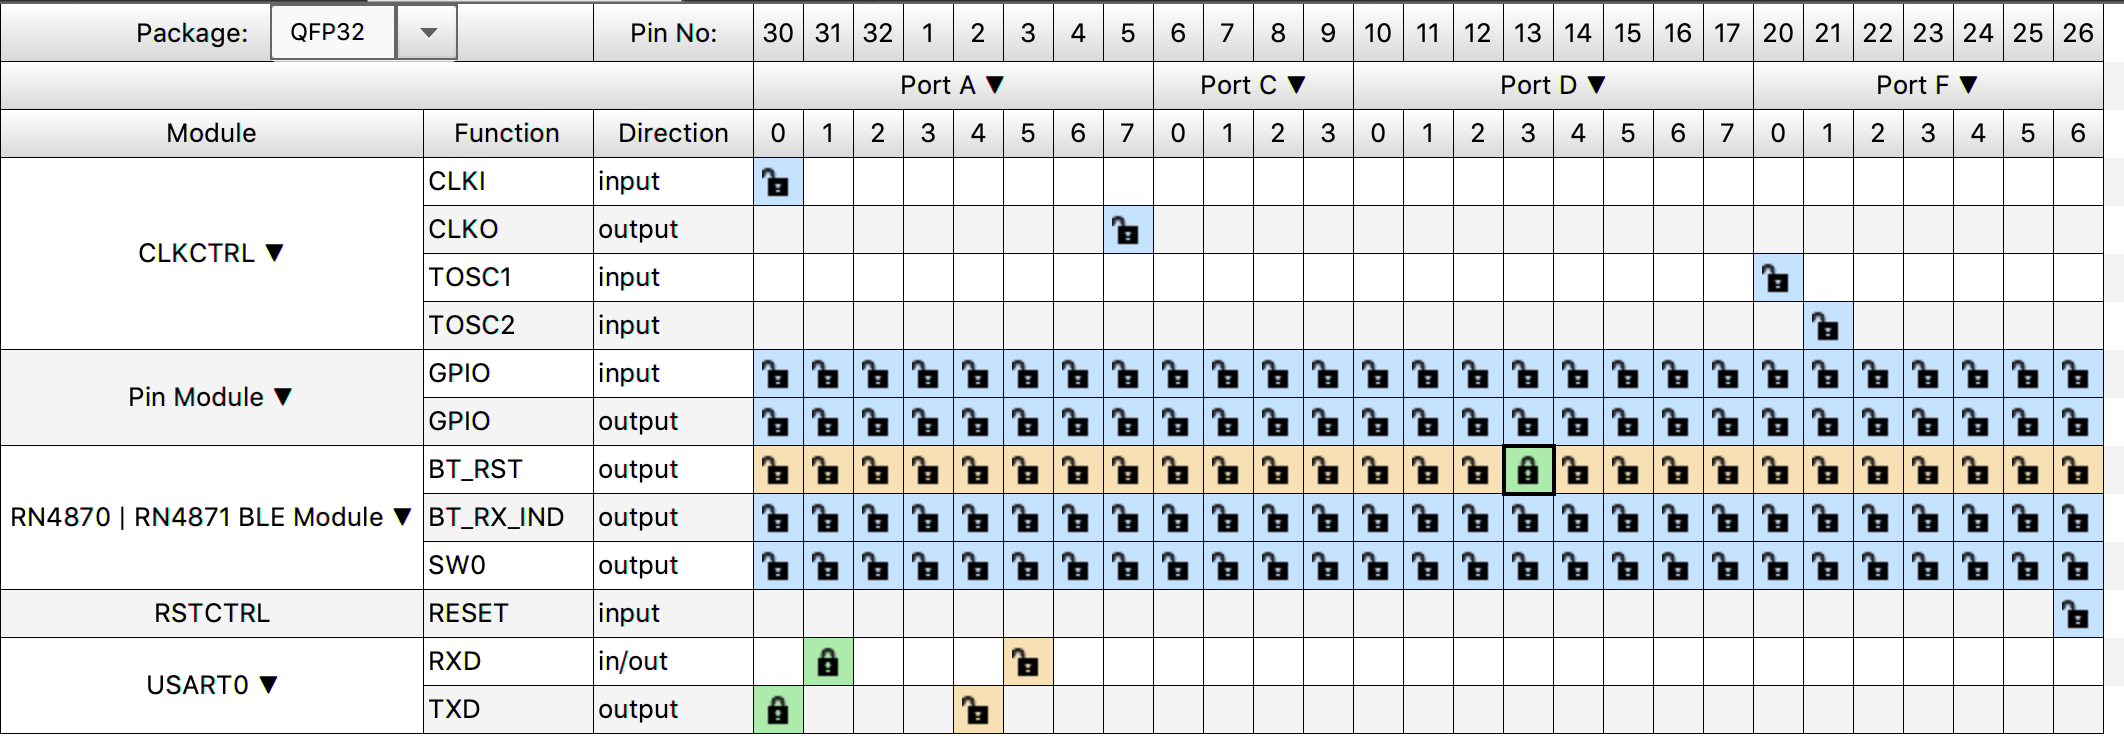 Package: QFP32 Pin No: 30 31 32 1 2 3 4 5 6 7 8 9 10 11 12 13 14 15 16 17 20 21 22 23 24 25 26
Port A ▼ Port C ▼ Port D ▼ Port F ▼
Module Function Direction 0 1 2 3 4 5 6 7 0 1 2 3 0 1 2 3 4 5 6 7 0 1 2 3 4 5 6
CLKCTRL ▼
CLKI input
CLKO output
TOSC1 input
TOSC2 input
Pin Module ▼
GPIO input
GPIO output
RN4870 | RN4871 BLE Module ▼
BT_RST output
BT_RX_IND output
SW0 output
RSTCTRL RESET input
USART0 ▼
RXD in/out
TXD output